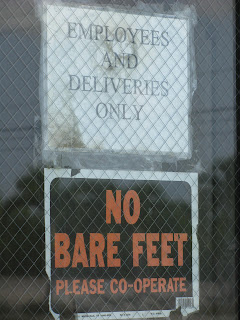 EMPLOYEES
AND
DELIVERIES
ONLY
NO
BARE FEET
PLEASE CO-OPERATE